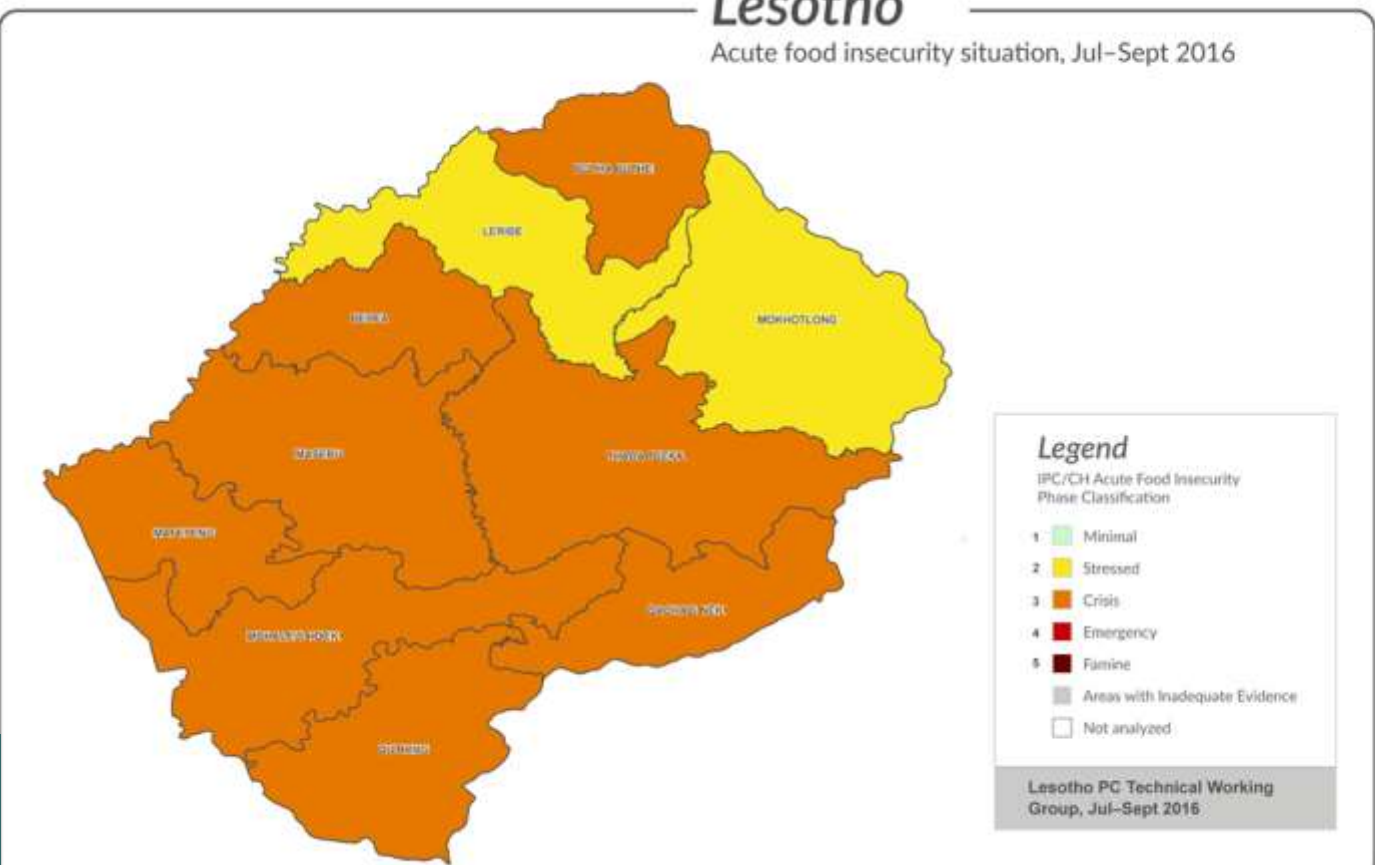 Lesotho
Acute food insecurity situation, Jul–Sept 2016
LERIBE
MOKHOTLONG
Legend
IPC/CH Acute Food Insecurity
Phase Classification
1 Minimal
2 Stressed
3 Crisis
4 Emergency
5 Famine
Areas with Inadequate Evidence
Not analyzed
Lesotho PC Technical Working
Group, Jul–Sept 2016